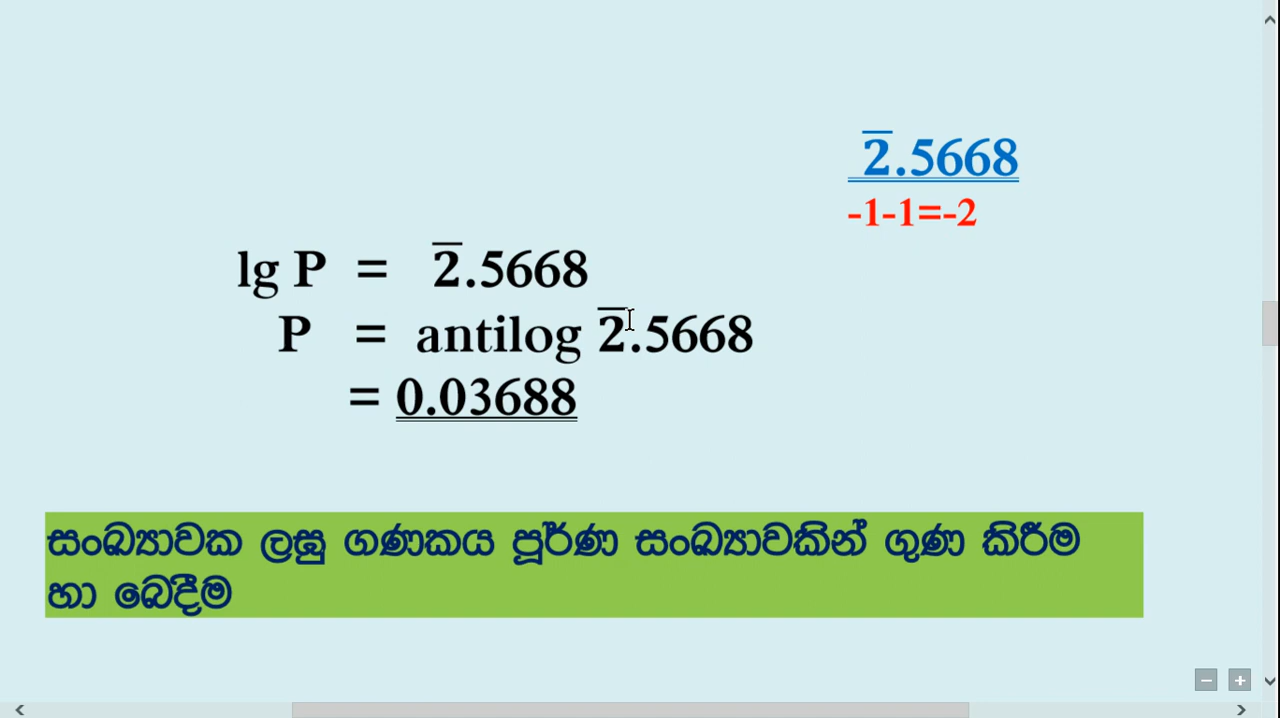 2̅.5668
-1-1=-2
lg P = 2̅.5668
P = antilog 2̅.5668
= 0.03688
සංඛ්‍යාවක ලඝු ගණකය පූර්ණ සංඛ්‍යාවකින් ගුණ කිරීම
හා බෙදීම